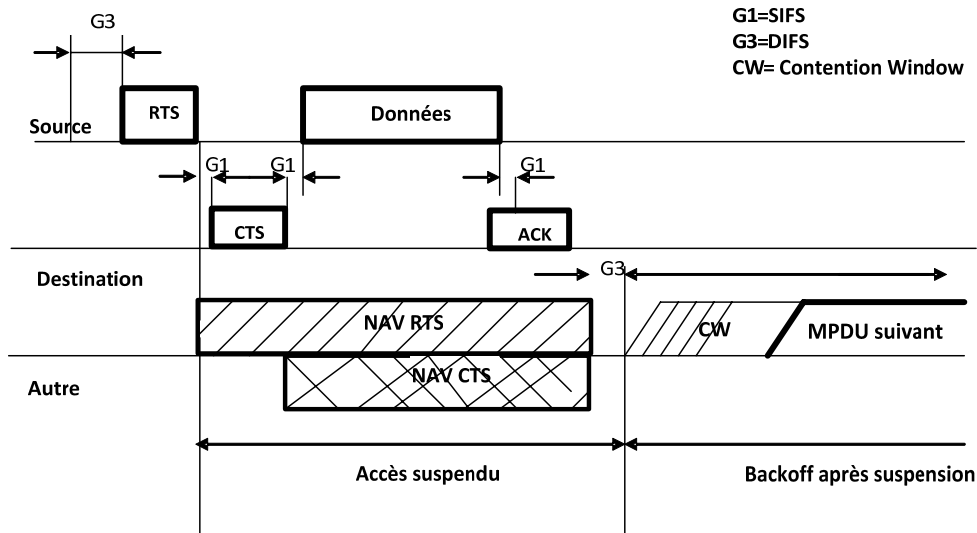 G3
G1=SIFS
G3=DIFS
CW= Contention Window
RTS
Données
Source
G1
G1
G1
CTS
ACK
Destination
G3
NAV RTS
CW
MPDU suivant
NAV CTS
Autre
Accès suspendu
Backoff après suspension